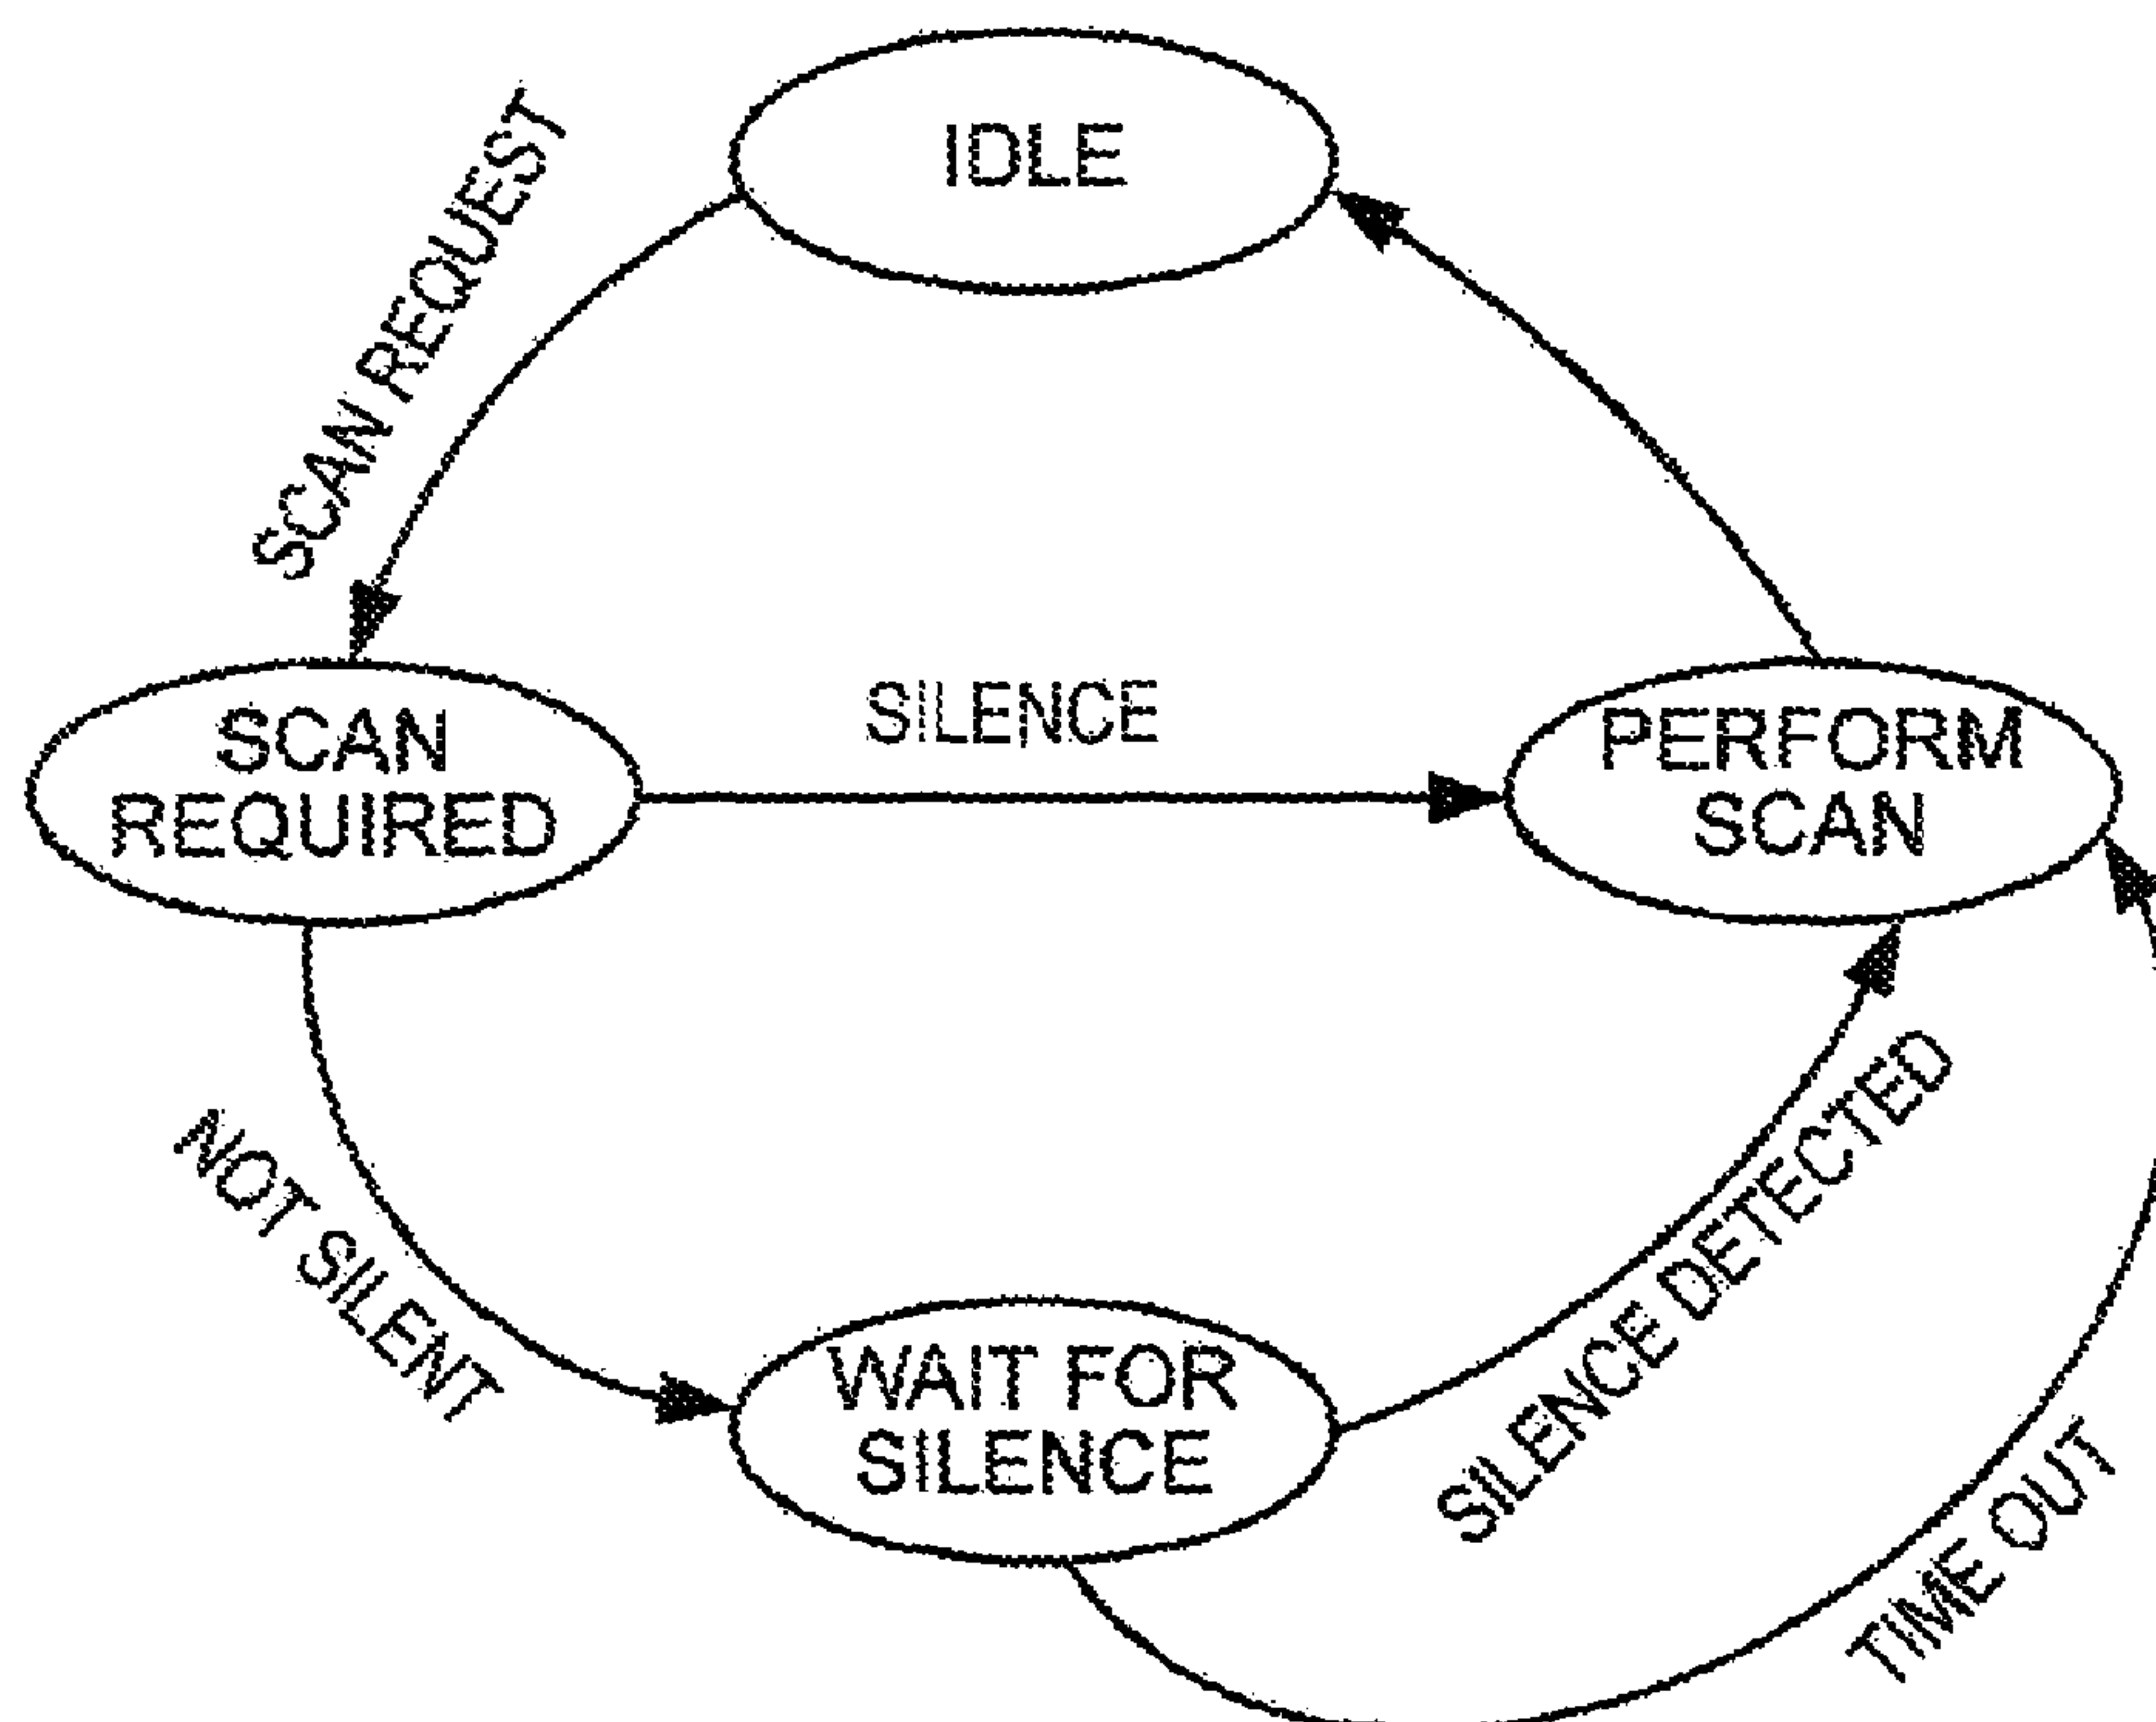 IDLE
SCAN REQUEST
SCAN
REQUIRED
SILENCE
PERFORM
SCAN
NOT SILENT
WAIT FOR
SILENCE
SILENCE DETECTED
TIME OUT